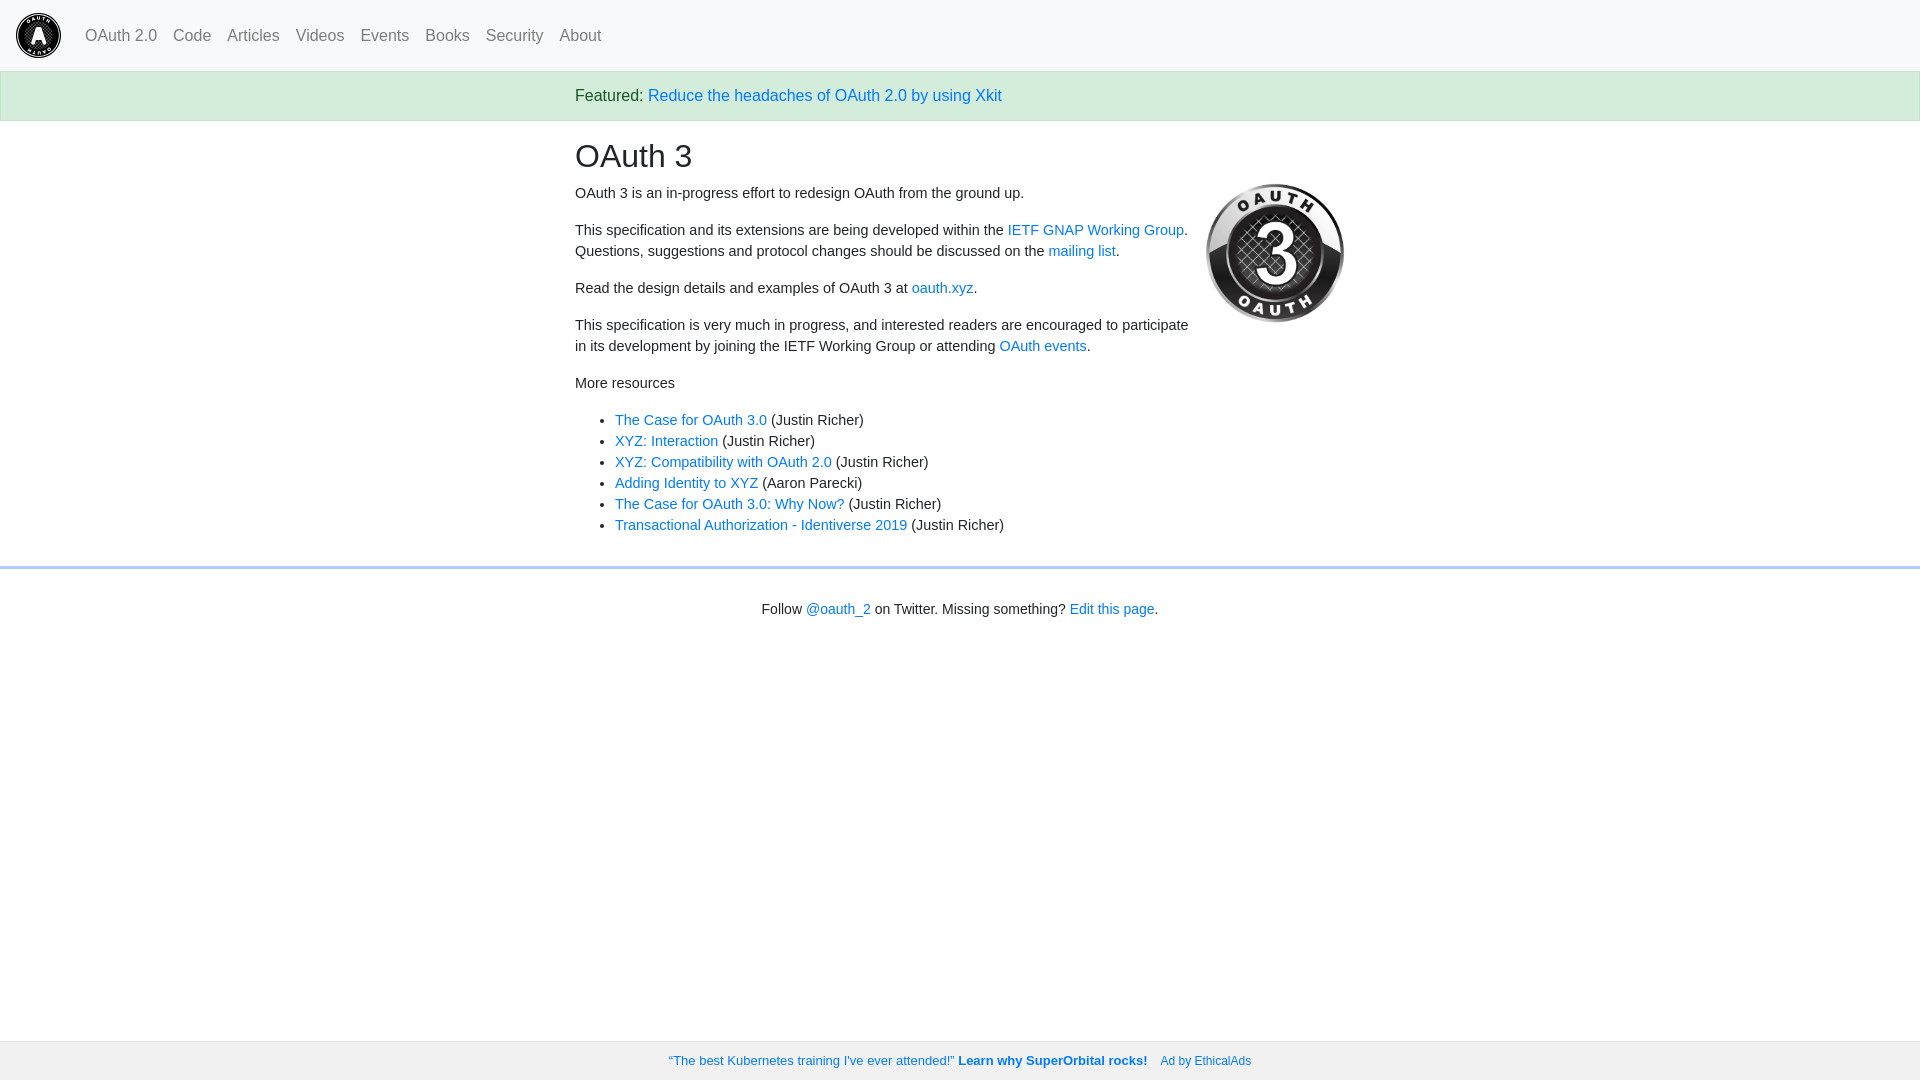 OAuth 2.0 Code Articles Videos Events Books Security About
Featured: Reduce the headaches of OAuth 2.0 by using Xkit
OAuth 3
OAuth 3 is an in-progress effort to redesign OAuth from the ground up.
This specification and its extensions are being developed within the IETF GNAP Working Group.
Questions, suggestions and protocol changes should be discussed on the mailing list.
OAUTH
3
OAUTH
Read the design details and examples of OAuth 3 at oauth.xyz.
This specification is very much in progress, and interested readers are encouraged to participate
in its development by joining the IETF Working Group or attending OAuth events.
More resources
• The Case for OAuth 3.0 (Justin Richer)
• XYZ: Interaction (Justin Richer)
• XYZ: Compatibility with OAuth 2.0 (Justin Richer)
• Adding Identity to XYZ (Aaron Parecki)
• The Case for OAuth 3.0: Why Now? (Justin Richer)
• Transactional Authorization - Identiverse 2019 (Justin Richer)
Follow @oauth_2 on Twitter. Missing something? Edit this page.
“The best Kubernetes training I've ever attended!” Learn why SuperOrbital rocks! Ad by EthicalAds